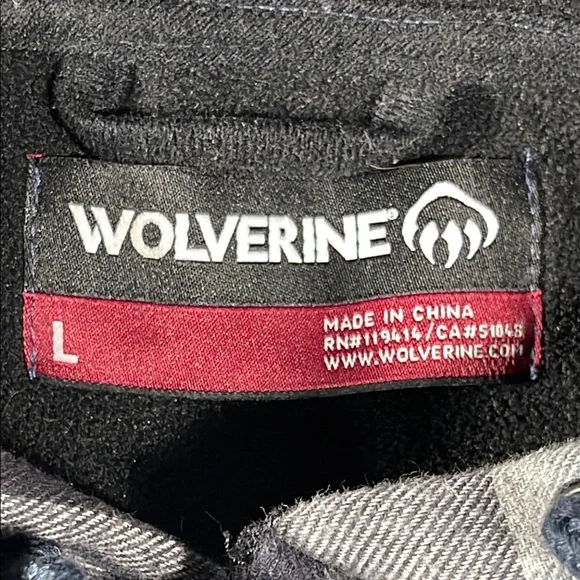 WOLVERINE®
L
MADE IN CHINA
RN#119414/CA#51048
WWW.WOLVERINE.COM